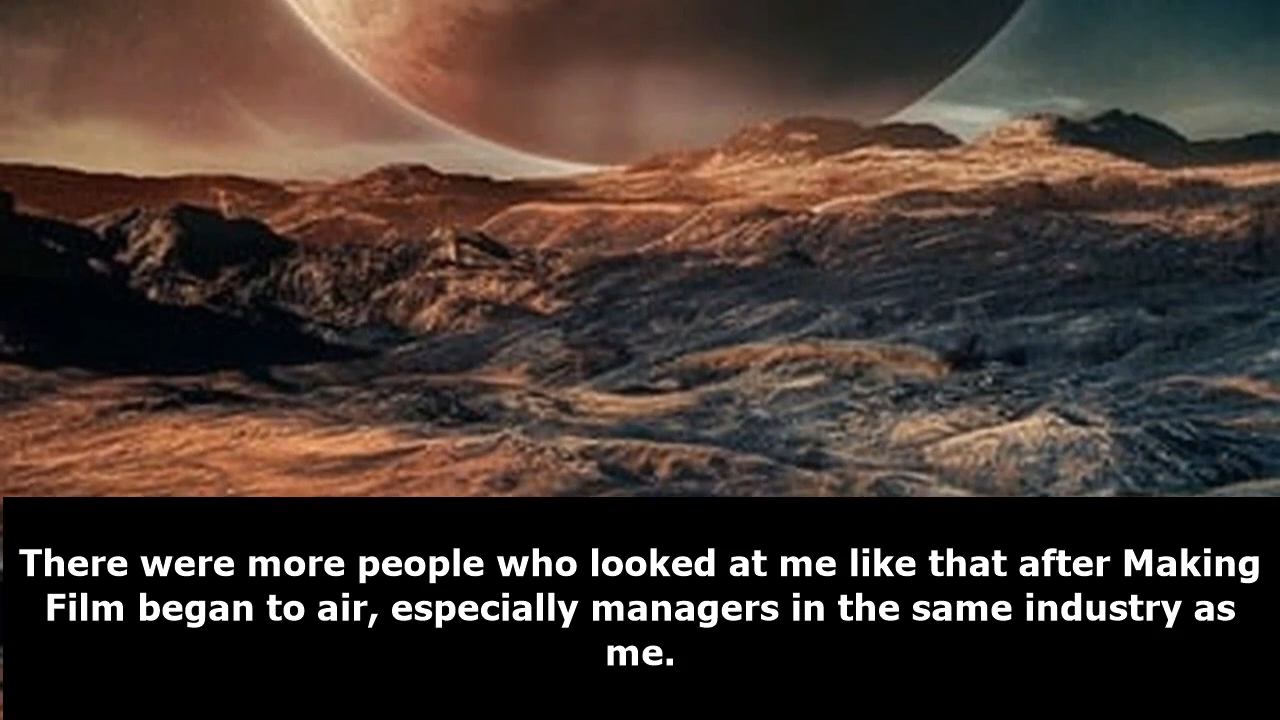 There were more people who looked at me like that after Making
Film began to air, especially managers in the same industry as
me.